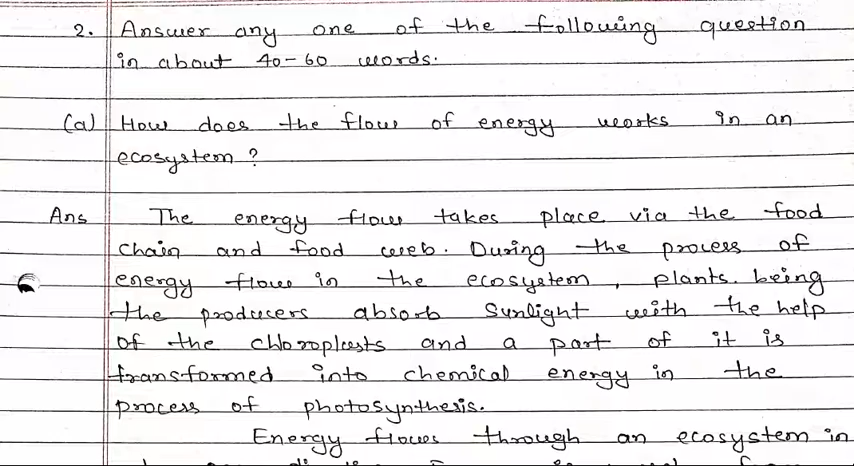 2. Answer any one of the following question
in about 40-60 words.
(a) How does the flow of energy works in an
ecosystem ?
Ans The energy flow takes place via the food
chain and food web. During the process of
energy flow in the ecosystem, plants. being
the producers absorb sunlight with the help
of the chloroplasts and a part of it is
transformed into chemical energy in the
process of photosynthesis.
Energy flows through an ecosystem in